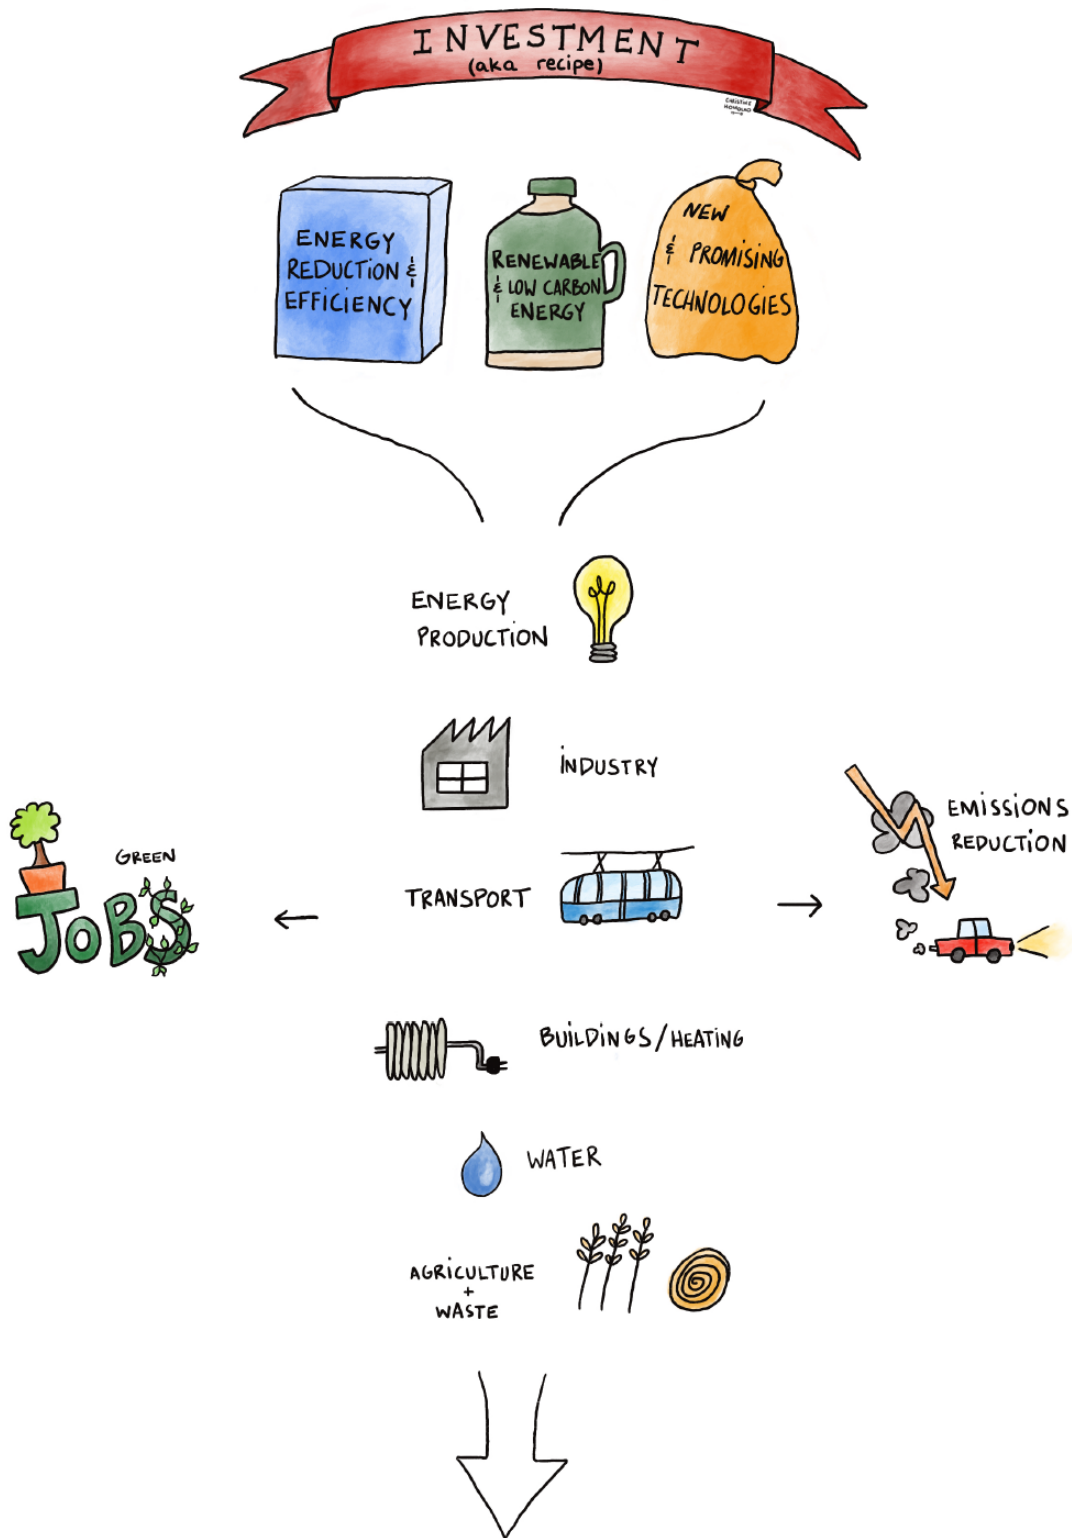 INVESTMENT
(aka recipe)
ENERGY
REDUCTION &
EFFICIENCY
RENEWABLE
& LOW CARBON
ENERGY
NEW
& PROMISING
TECHNOLOGIES
ENERGY
PRODUCTION
INDUSTRY
EMISSIONS
REDUCTION
GREEN
JOBS
TRANSPORT
BUILDINGS/HEATING
WATER
AGRICULTURE
+
WASTE